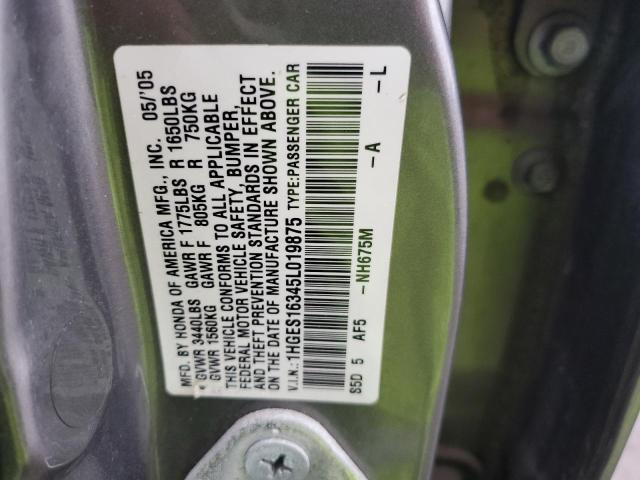 MFD. BY HONDA OF AMERICA MFG., INC. 05/'05
GVWR 3440LBS GAWR F 1775LBS R 1650LBS
GVWR 1560KG GAWR F 805KG R 750KG
THIS VEHICLE CONFORMS TO ALL APPLICABLE
FEDERAL MOTOR VEHICLE SAFETY, BUMPER,
AND THEFT PREVENTION STANDARDS IN EFFECT
ON THE DATE OF MANUFACTURE SHOWN ABOVE.
V.I.N.: 1HGES16345L019875 TYPE: PASSENGER CAR
S5D 5 AF5 -NH675M -A -L